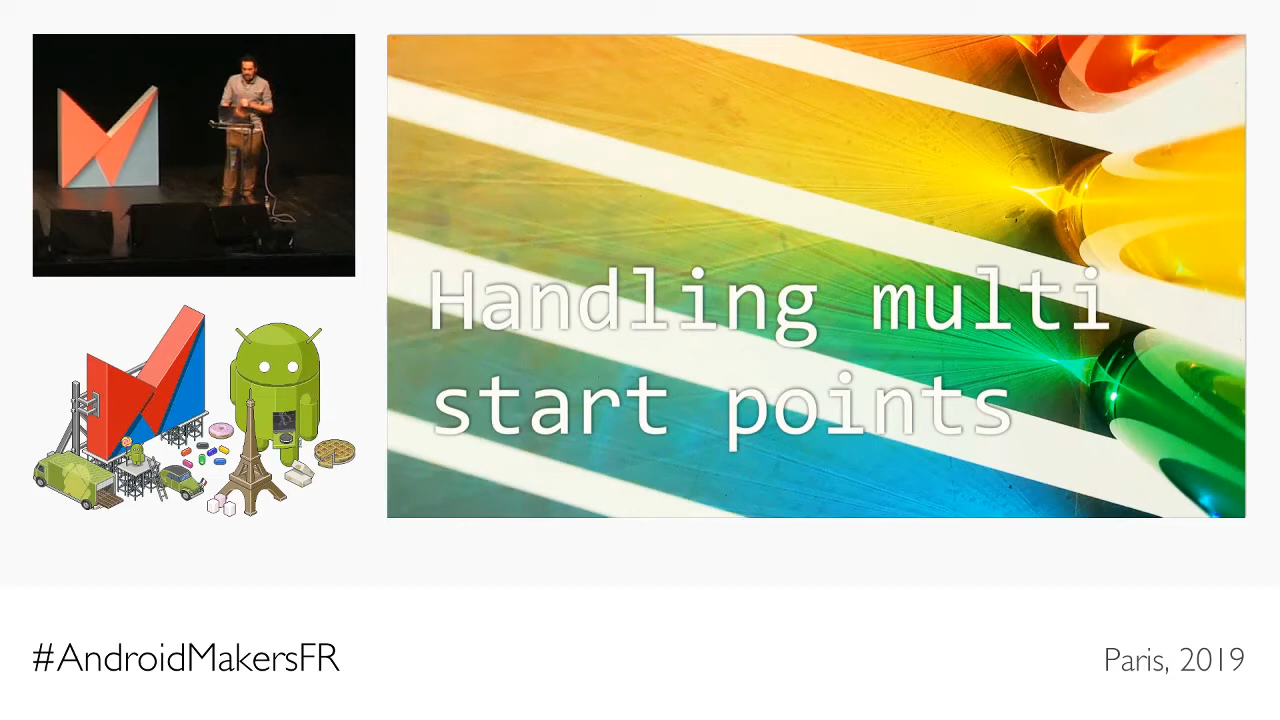 Handling multi
start points
#AndroidMakersFR
Paris, 2019